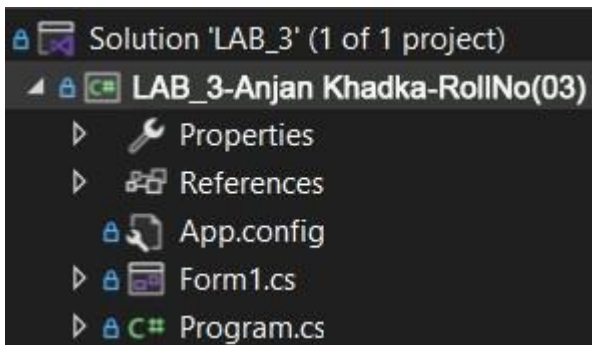 Solution 'LAB_3' (1 of 1 project)
C# LAB_3-Anjan Khadka-RollNo(03)
Properties
References
App.config
Form1.cs
C# Program.cs